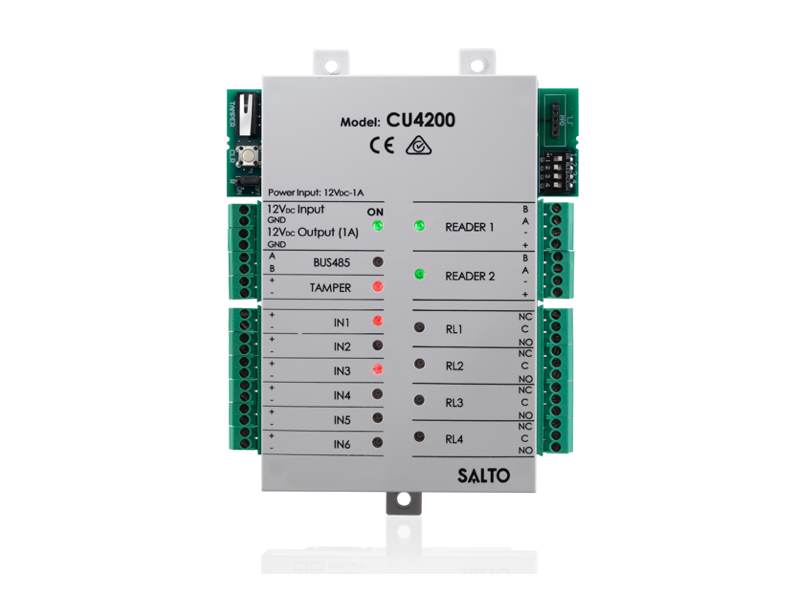 Model: CU4200
CE
TAMPER
CLR
Power Input: 12VDC-1A
12VDC Input
GND
12VDC Output (1A)
GND
ON
A
B
BUS485
+
-
TAMPER
+
-
IN1
+
-
IN2
+
-
IN3
+
-
IN4
+
-
IN5
+
-
IN6
READER 1
B
A
-
+
READER 2
B
A
-
+
RL1
NC
C
NO
RL2
NC
C
NO
RL3
NC
C
NO
RL4
NC
C
NO
SALTO